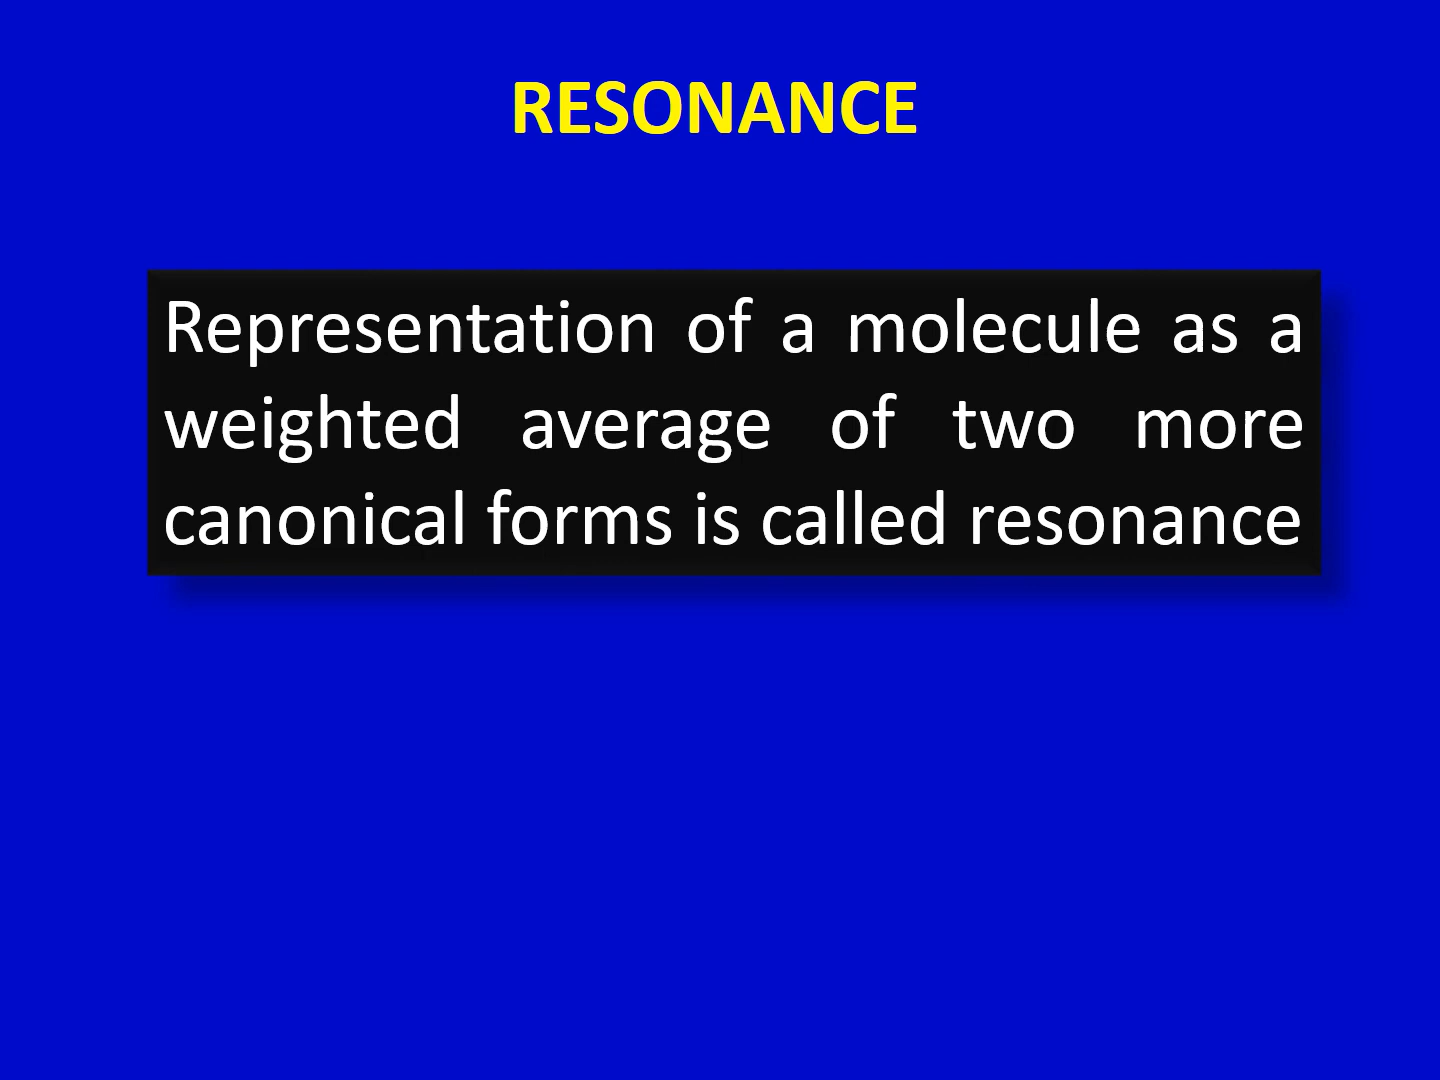 RESONANCE
Representation of a molecule as a
weighted average of two more
canonical forms is called resonance